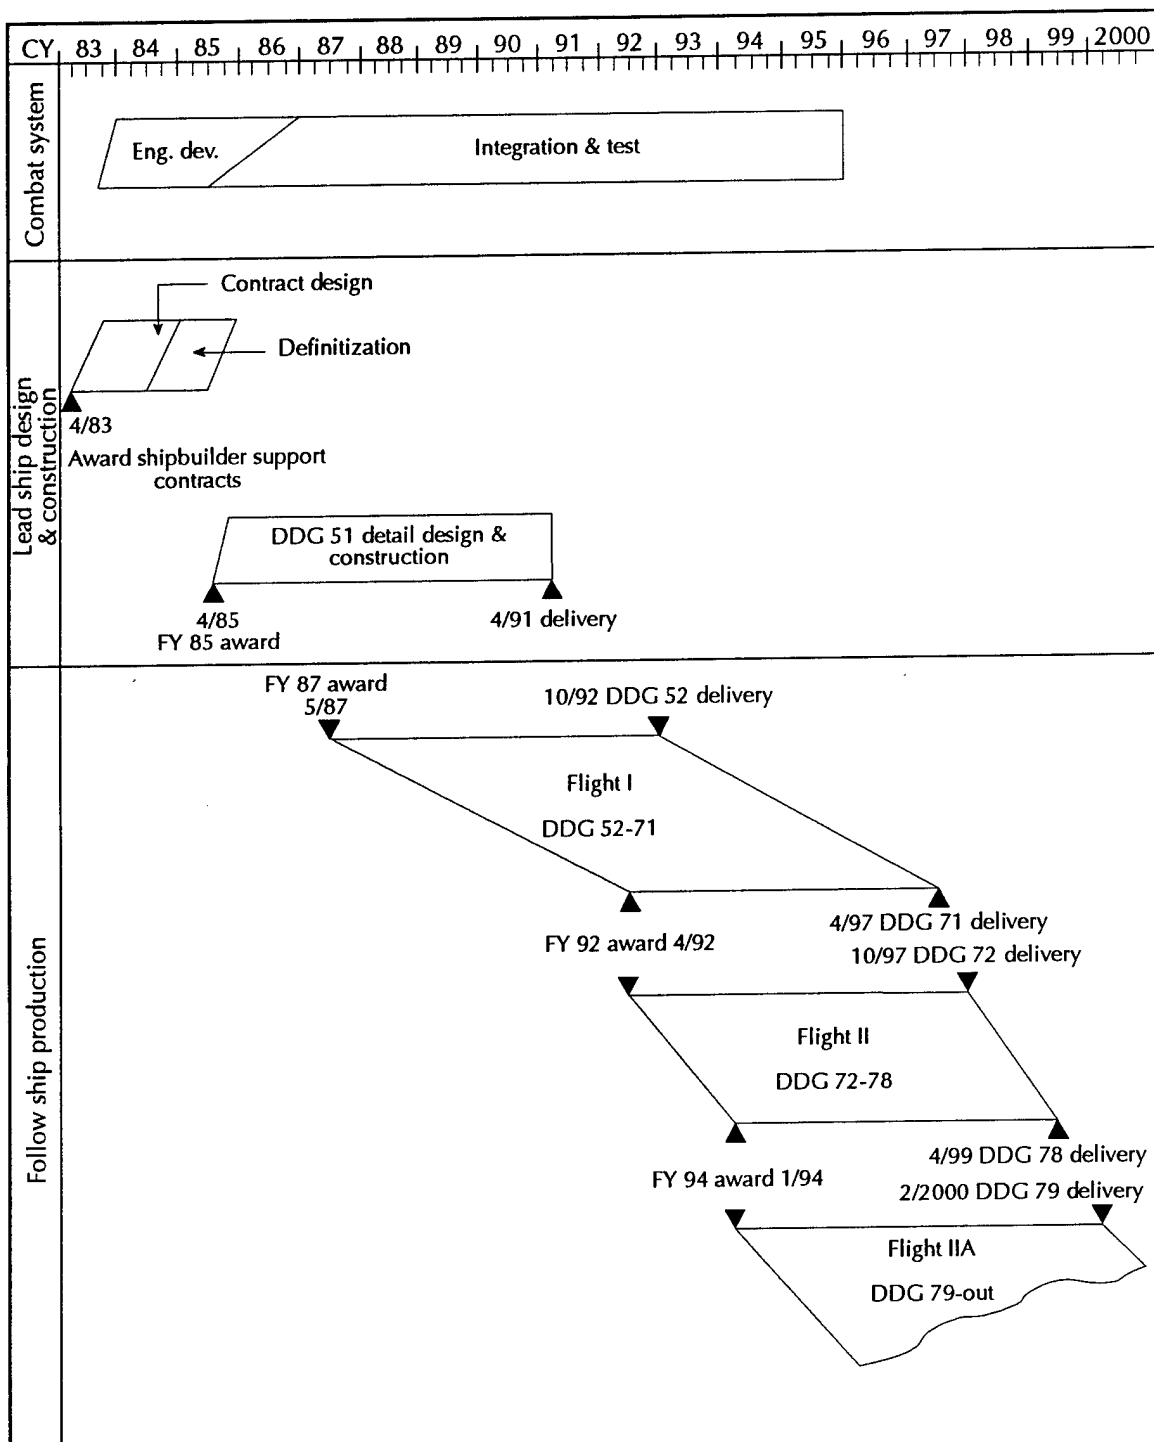 CY 83 84 85 86 87 88 89 90 91 92 93 94 95 96 97 98 99 2000
Combat system
Eng. dev.
Integration & test
Lead ship design
& construction
Contract design
Definitization
4/83
Award shipbuilder support
contracts
DDG 51 detail design &
construction
4/85
FY 85 award
4/91 delivery
Follow ship production
FY 87 award
5/87
10/92 DDG 52 delivery
Flight I
DDG 52-71
FY 92 award 4/92
4/97 DDG 71 delivery
10/97 DDG 72 delivery
Flight II
DDG 72-78
FY 94 award 1/94
4/99 DDG 78 delivery
2/2000 DDG 79 delivery
Flight IIA
DDG 79-out